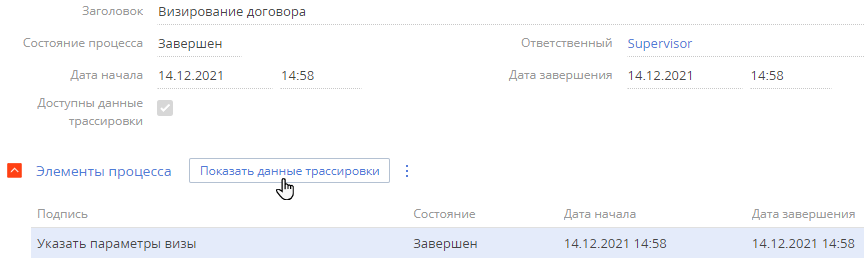 Заголовок Визирование договора
Состояние процесса Завершен Ответственный Supervisor
Дата начала 14.12.2021 14:58 Дата завершения 14.12.2021 14:58
Доступны данные
трассировки
Элементы процесса Показать данные трассировки
Подпись Состояние Дата начала Дата завершения
Указать параметры визы Завершен 14.12.2021 14:58 14.12.2021 14:58